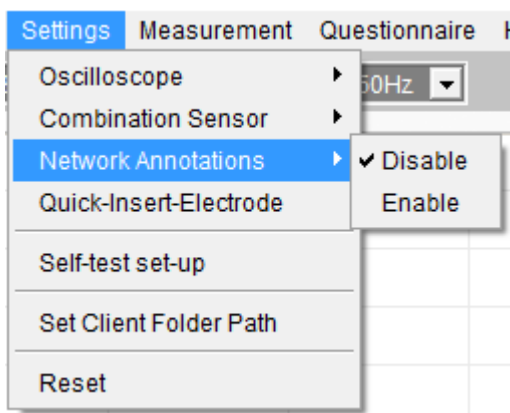 Settings Measurement Questionnaire
Oscilloscope
50Hz
Combination Sensor
Network Annotations
✔ Disable
Quick-Insert-Electrode
Enable
Self-test set-up
Set Client Folder Path
Reset